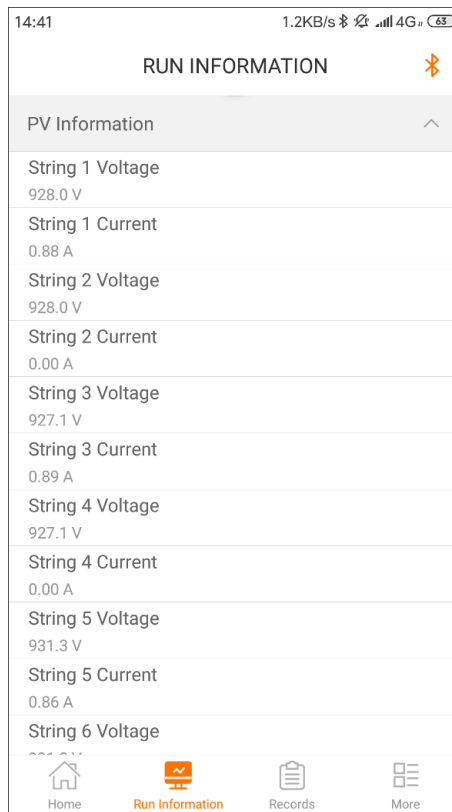 14:41
1.2KB/s 4G 63
RUN INFORMATION
PV Information
String 1 Voltage
928.0 V
String 1 Current
0.88 A
String 2 Voltage
928.0 V
String 2 Current
0.00 A
String 3 Voltage
927.1 V
String 3 Current
0.89 A
String 4 Voltage
927.1 V
String 4 Current
0.00 A
String 5 Voltage
931.3 V
String 5 Current
0.86 A
String 6 Voltage
Home Run Information Records More